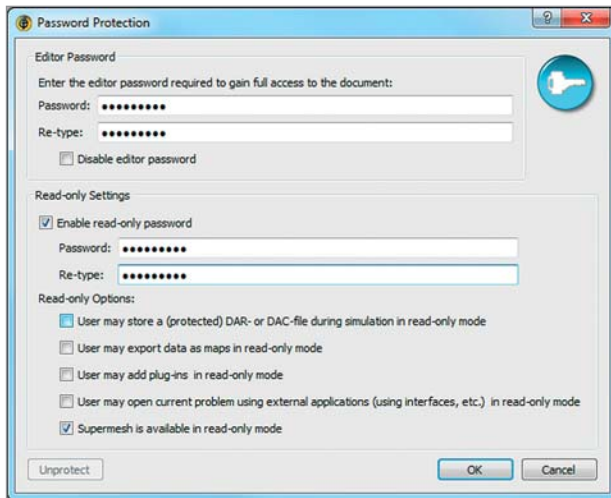 Password Protection
Editor Password
Enter the editor password required to gain full access to the document:
Password: •••••••••
Re-type: •••••••••
Disable editor password
Read-only Settings
Enable read-only password
Password: •••••••••
Re-type: •••••••••
Read-only Options:
User may store a (protected) DAR- or DAC-file during simulation in read-only mode
User may export data as maps in read-only mode
User may add plug-ins in read-only mode
User may open current problem using external applications (using interfaces, etc.) in read-only mode
Supermesh is available in read-only mode
Unprotect OK Cancel